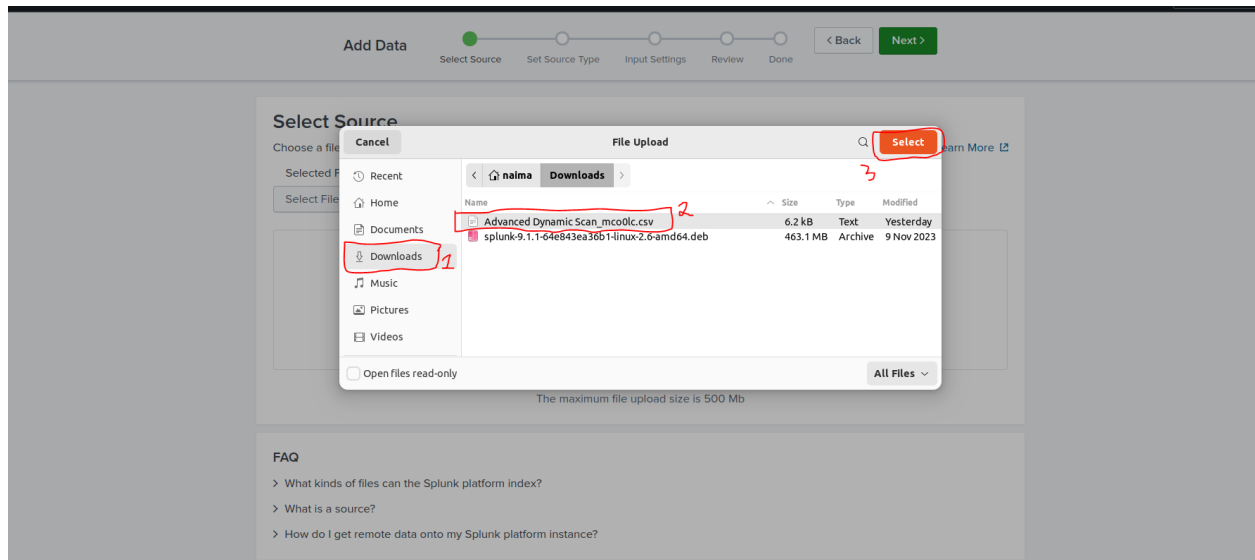 Add Data
Select Source
Set Source Type
Input Settings
Review
Done
< Back
Next >
Select Source
Choose a file
earn More
Selected F
Select File
Cancel
File Upload
Select
3
Recent
Home
Documents
Downloads
1
Music
Pictures
Videos
naima
Downloads
Name
Size
Type
Modified
2
Advanced Dynamic Scan_mco0lc.csv
6.2 kB
Text
Yesterday
splunk-9.1.1-64e843ea36b1-linux-2.6-amd64.deb
463.1 MB
Archive
9 Nov 2023
Open files read-only
All Files
The maximum file upload size is 500 Mb
FAQ
> What kinds of files can the Splunk platform index?
> What is a source?
> How do I get remote data onto my Splunk platform instance?